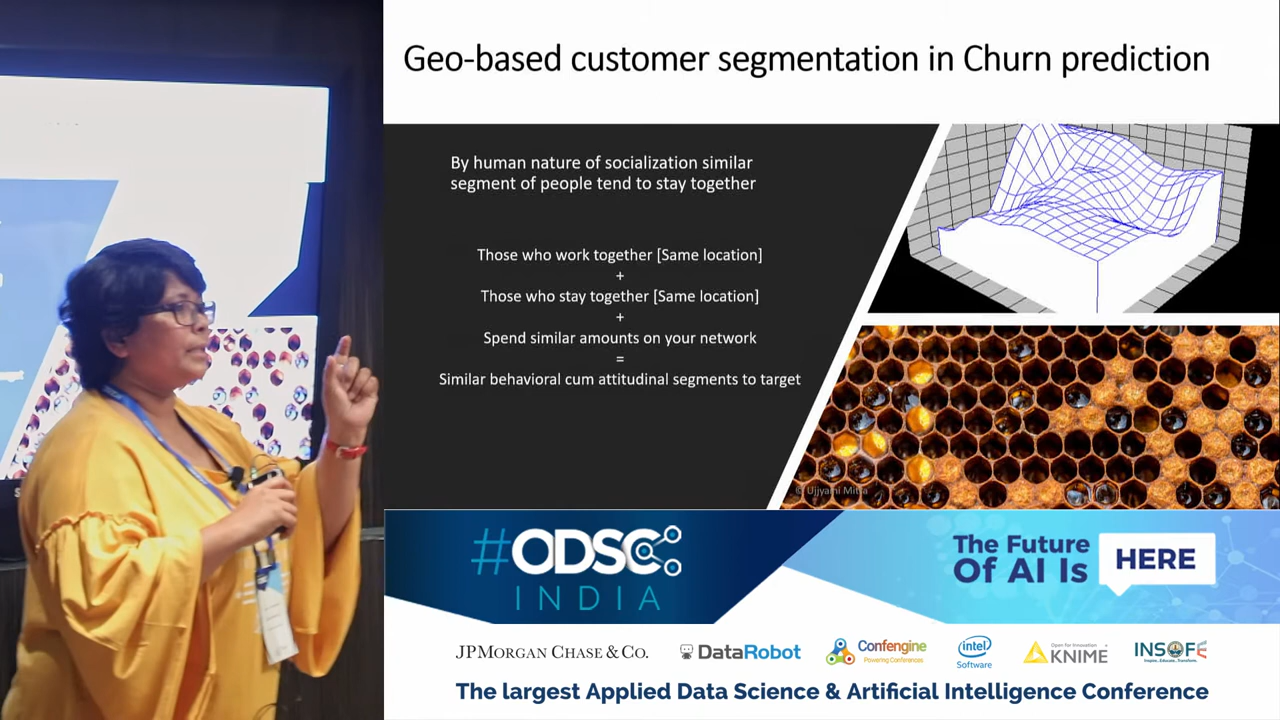 Geo-based customer segmentation in Churn prediction
By human nature of socialization similar
segment of people tend to stay together
Those who work together [Same location]
+
Those who stay together [Same location]
+
Spend similar amounts on your network
=
Similar behavioral cum attitudinal segments to target
© Ujjyaini Mitra
#ODSC
INDIA
The Future
Of AI Is
HERE
JPMORGAN CHASE & CO.
DataRobot
Confengine
Powering Conferences
intel
Software
Open for Innovation
KNIME
INSOFE
Inspire...Educate...Transform.
The largest Applied Data Science & Artificial Intelligence Conference